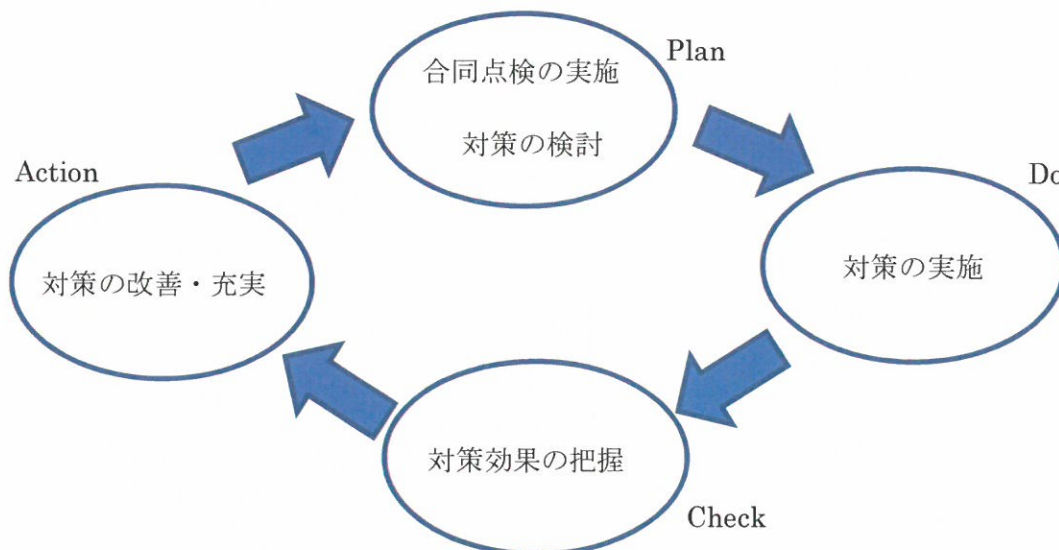 Plan
合同点検の実施
対策の検討
Do
対策の実施
Check
対策効果の把握
Action
対策の改善・充実